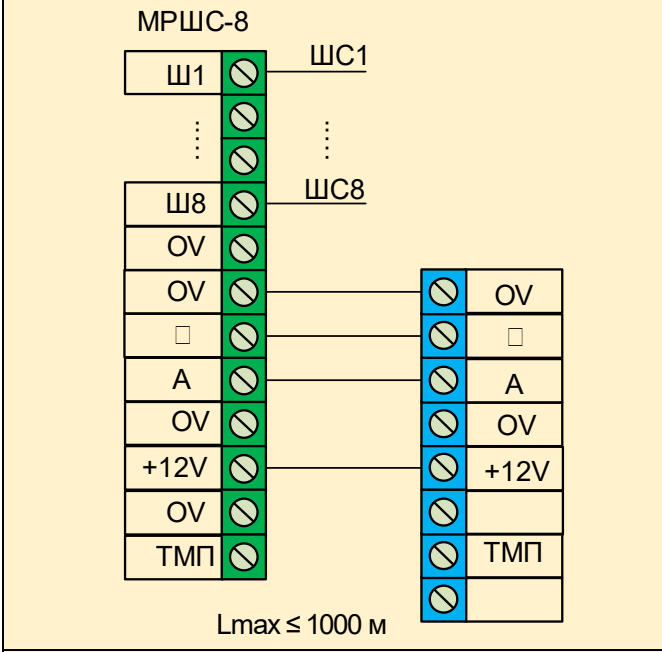 МРШС-8
Ш1 ШС1
Ш8 ШС8
OV
OV OV
□ □
А А
OV OV
+12V +12V
OV
ТМП ТМП
Lmax ≤ 1000 м